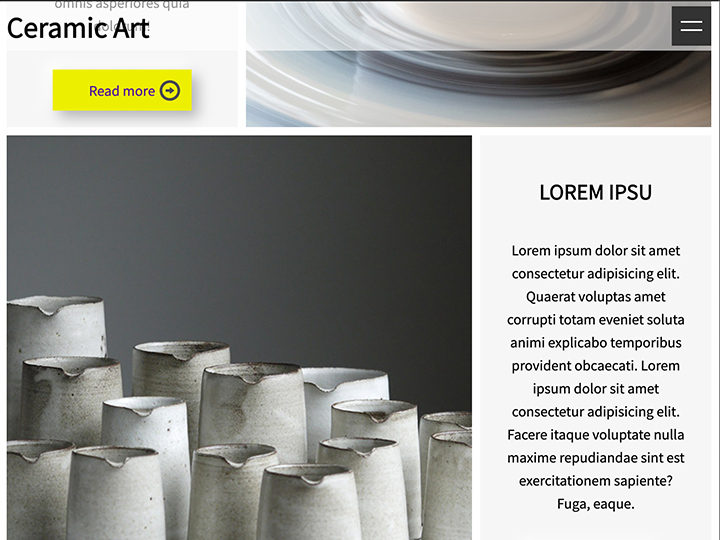 omnis asperiores quia
dolorum!
Ceramic Art
Read more
LOREM IPSU
Lorem ipsum dolor sit amet
consectetur adipisicing elit.
Quaerat voluptas amet
corrupti totam eveniet soluta
animi explicabo temporibus
provident obcaecati. Lorem
ipsum dolor sit amet
consectetur adipisicing elit.
Facere itaque voluptate nulla
maxime repudiandae sint est
exercitationem sapiente?
Fuga, eaque.